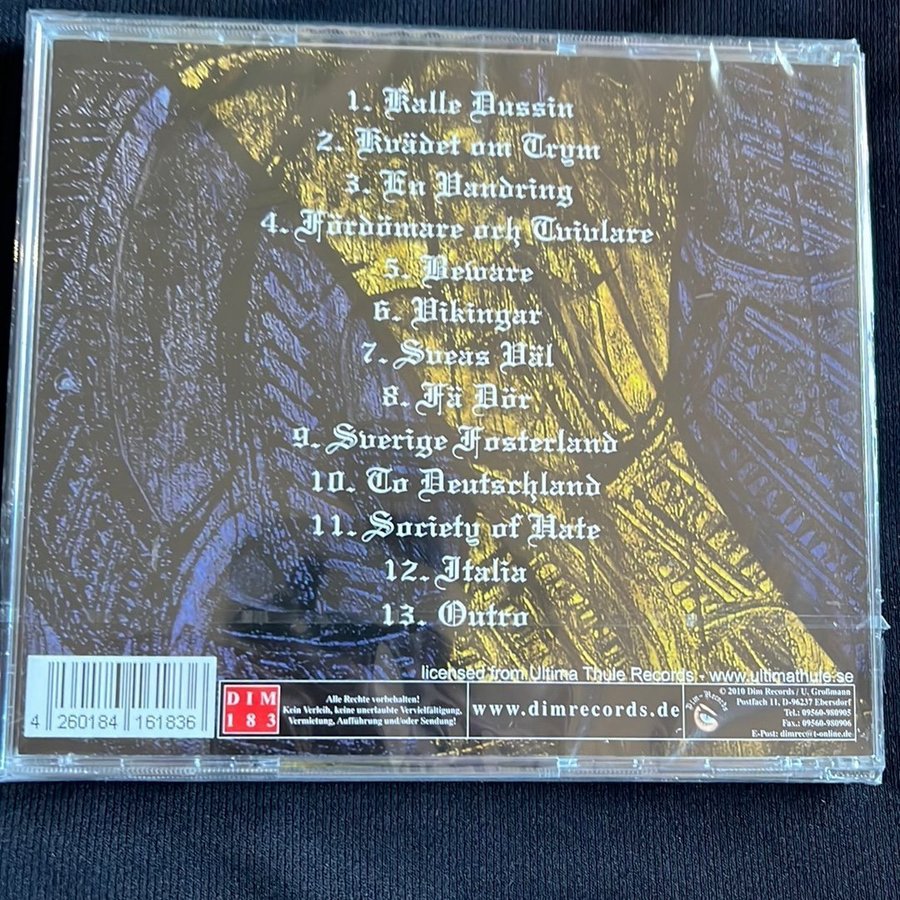 1. Kalle Dussin
2. Kvädet om Trym
3. En Vandring
4. Fördömare och Tvivlare
5. Beware
6. Vikingar
7. Sveas Väl
8. Fä Dör
9. Sverige Fosterland
10. To Deutschland
11. Society of Hate
12. Italia
13. Outro
licensed from Ultima Thule Records - www.ultimathule.se
4 260184 161836
DIM
183
Alle Rechte vorbehalten!
Kein Verleih, keine unerlaubte Vervielfältigung,
Vermietung, Aufführung und/oder Sendung!
www.dimrecords.de
Dim-Records
© 2010 Dim Records / U. Großmann
Postfach 11, D-96237 Ebersdorf
Tel.: 09560-980905
Fax.: 09560-980906
E-Post: dimrec@t-online.de